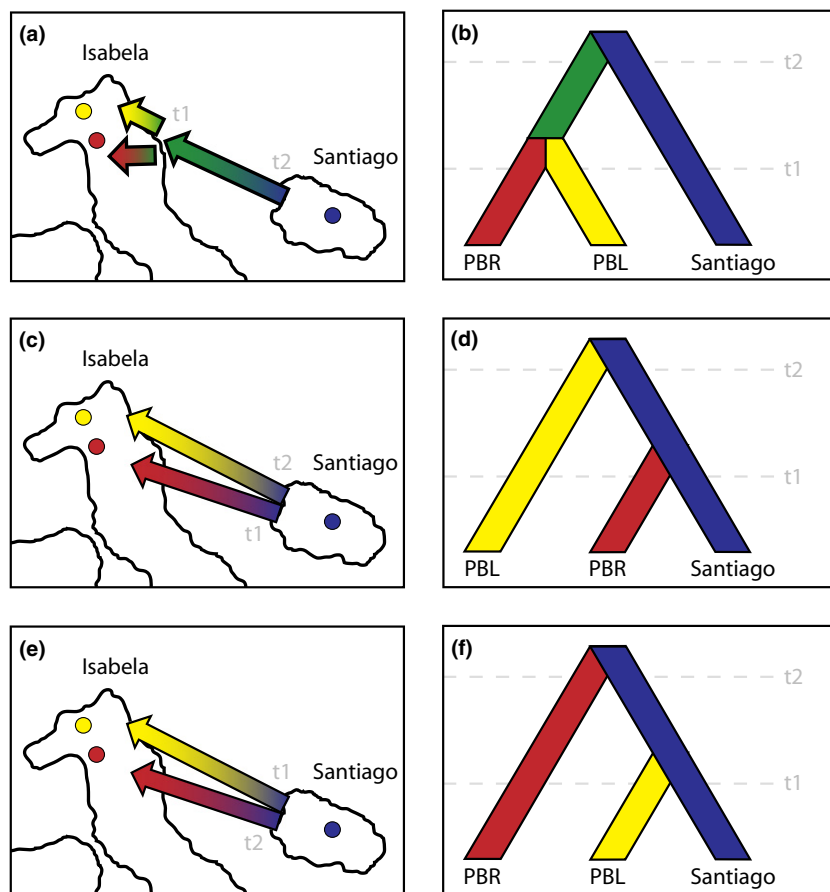 (a)
Isabela
t1
t2
Santiago
(b)
t2
t1
PBR PBL Santiago
(c)
Isabela
t2
Santiago
t1
(d)
t2
t1
PBL PBR Santiago
(e)
Isabela
t1
Santiago
t2
(f)
t2
t1
PBR PBL Santiago